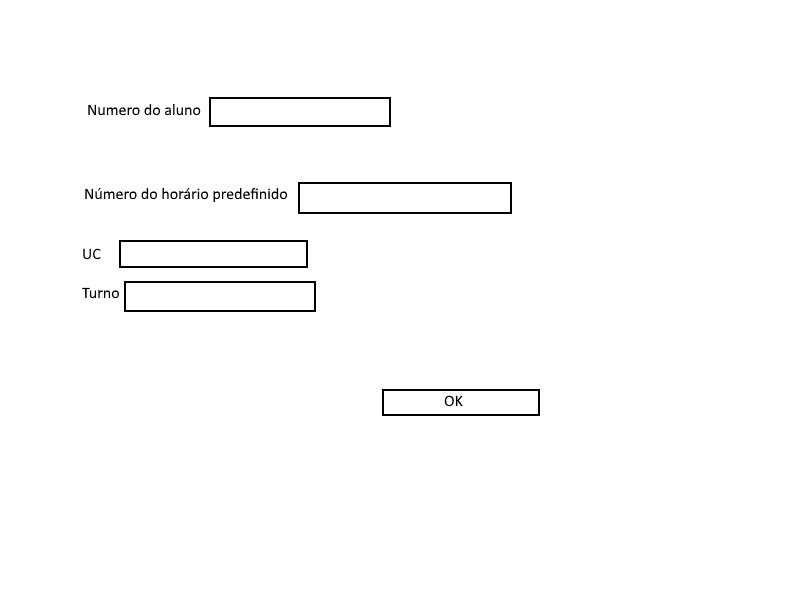 Numero do aluno
Número do horário predefinido
UC
Turno
OK